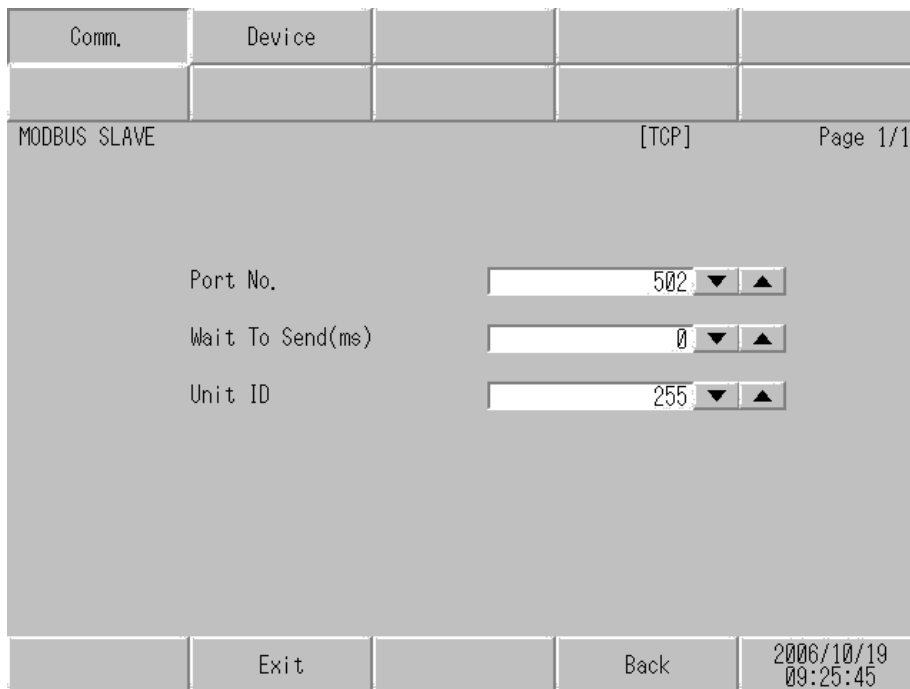 Comm. Device
MODBUS SLAVE [TCP] Page 1/1
Port No. 502 ▼ ▲
Wait To Send(ms) 0 ▼ ▲
Unit ID 255 ▼ ▲
Exit Back 2006/10/19
09:25:45